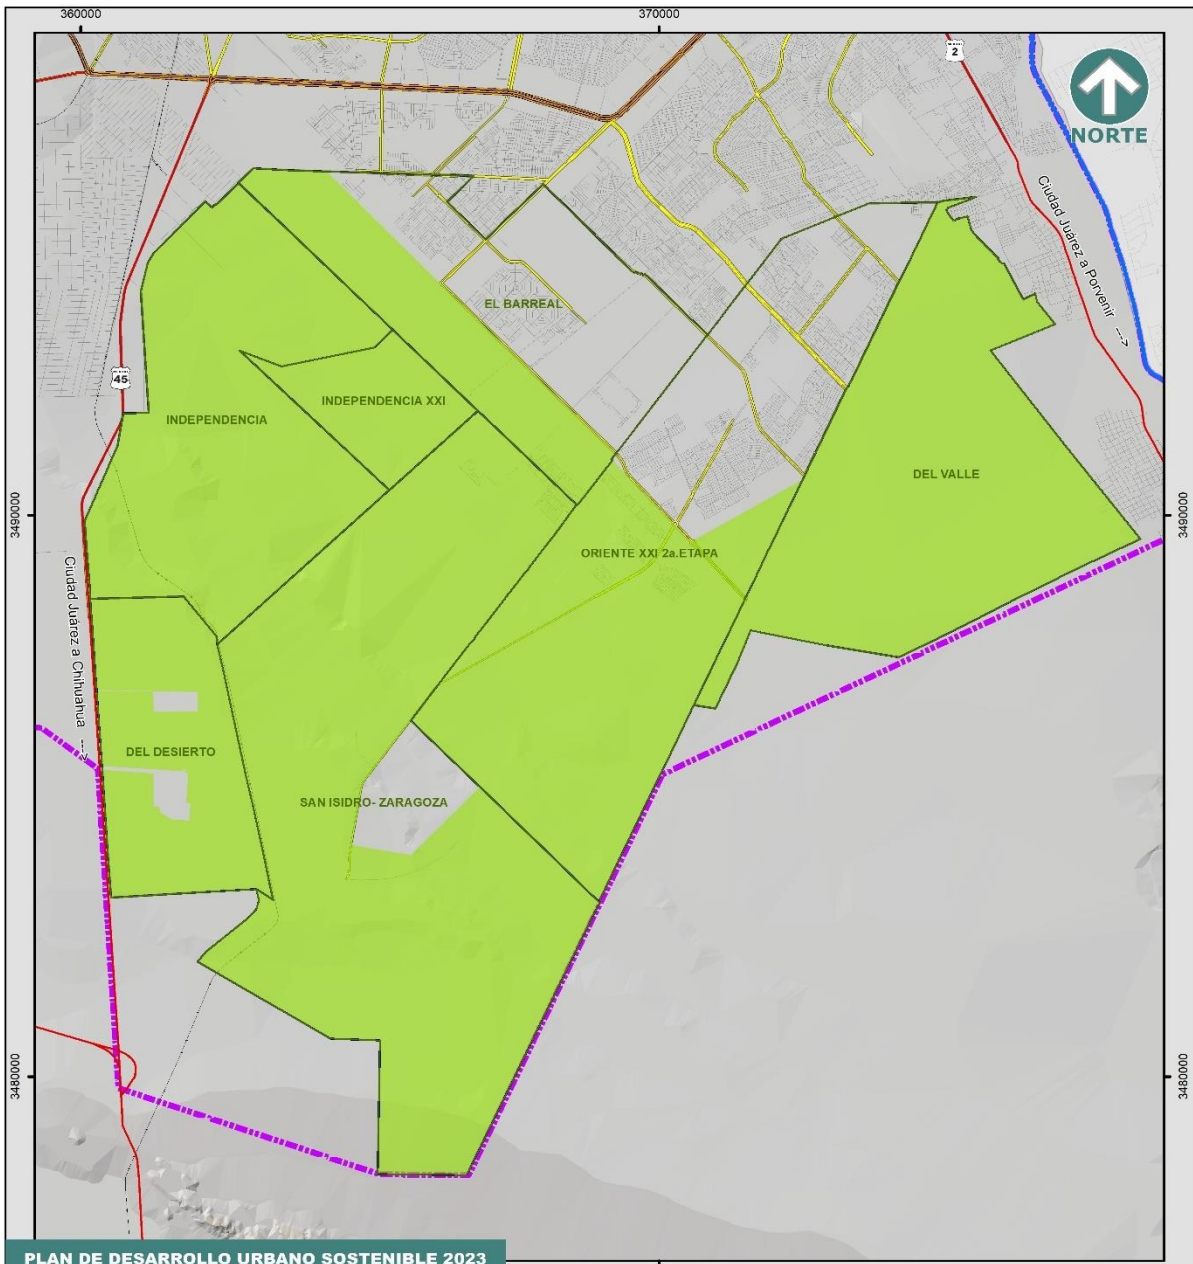 360000
370000
2
NORTE
Ciudad Juárez a Porvenir --->
EL BARREAL
45
INDEPENDENCIA XXI
INDEPENDENCIA
DEL VALLE
3490000
3490000
ORIENTE XXI 2a.ETAPA
Ciudad Juárez a Chihuahua --->
DEL DESIERTO
SAN ISIDRO- ZARAGOZA
3480000
3480000
PLAN DE DESARROLLO URBANO SOSTENIBLE 2023